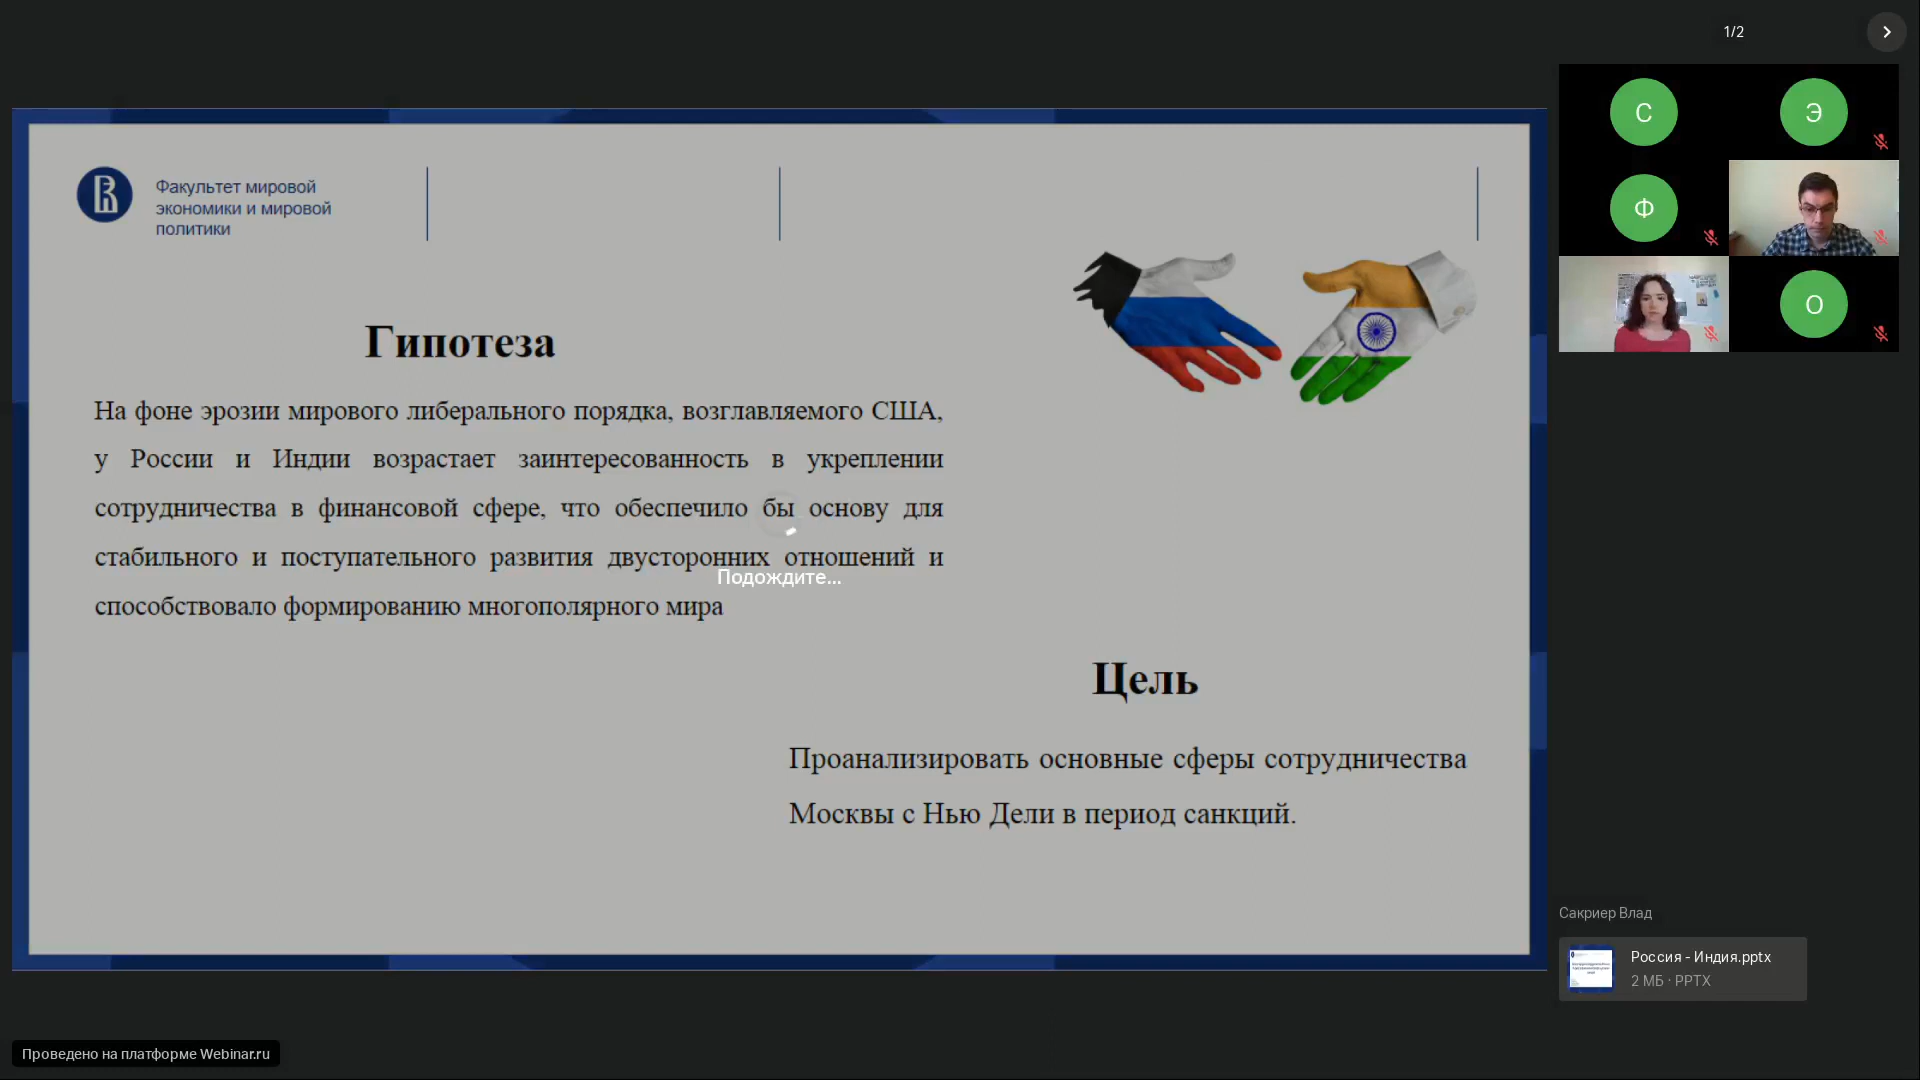 1/2
С
Э
Ф
О
Факультет мировой
экономики и мировой
политики
Гипотеза
На фоне эрозии мирового либерального порядка, возглавляемого США,
у России и Индии возрастает заинтересованность в укреплении
сотрудничества в финансовой сфере, что обеспечило бы основу для
стабильного и поступательного развития двусторонних отношений и
способствовало формированию многополярного мира
Подождите...
Цель
Проанализировать основные сферы сотрудничества
Москвы с Нью Дели в период санкций.
Сакриер Влад
Россия - Индия.pptx
2 МБ · PPTX
Проведено на платформе Webinar.ru